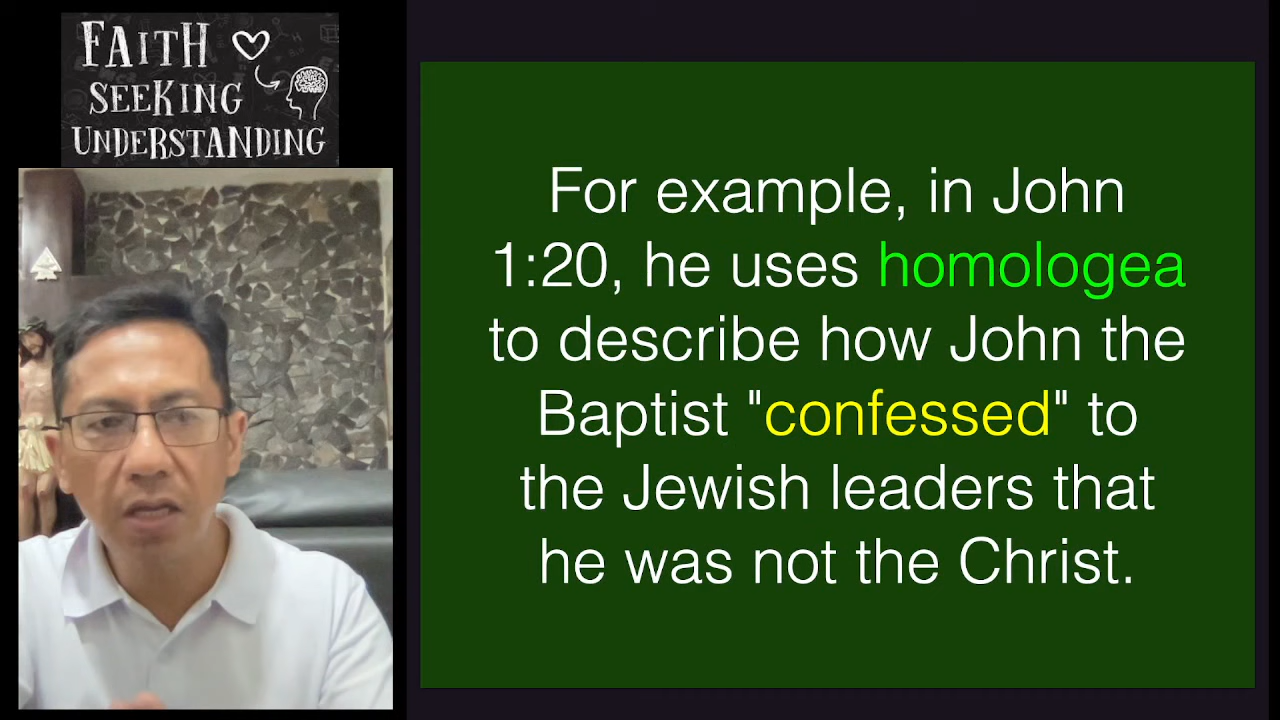 FAITH
SEEKING
UNDERSTANDING
For example, in John
1:20, he uses homologea
to describe how John the
Baptist "confessed" to
the Jewish leaders that
he was not the Christ.